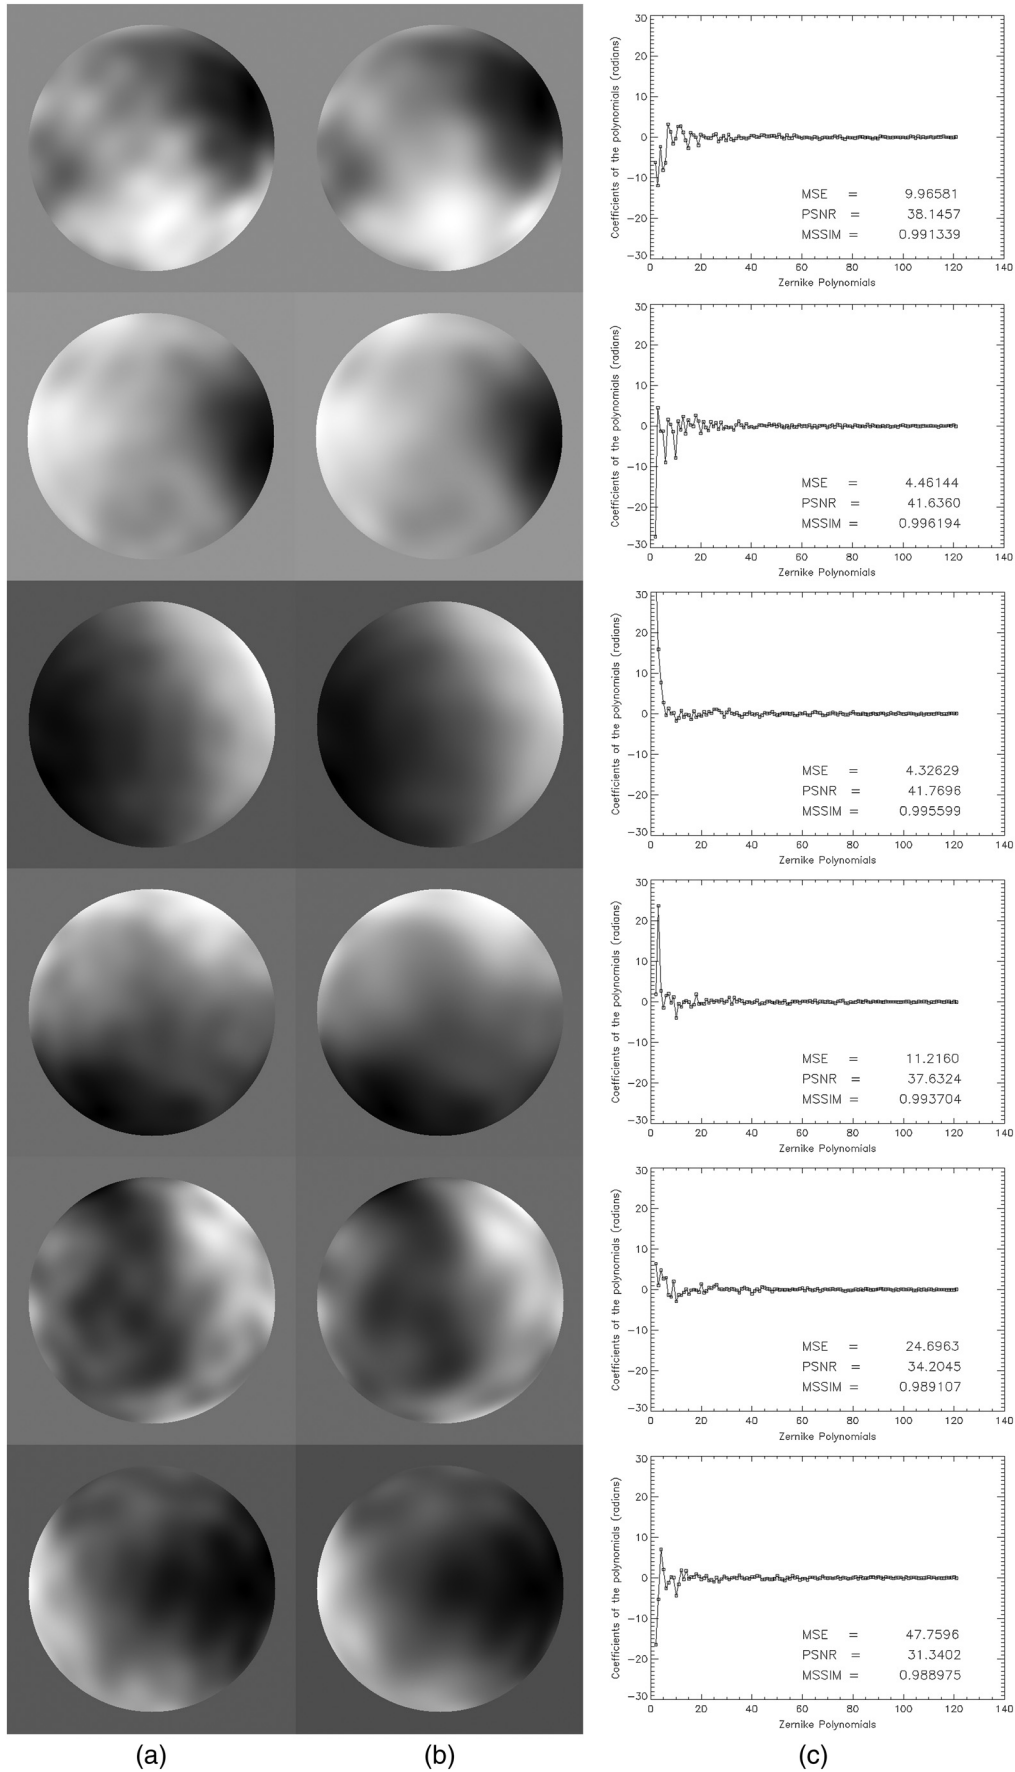 Coefficients of the polynomials (radians)
30
20
10
0
−10
−20
−30
MSE = 9.96581
PSNR = 38.1457
MSSIM = 0.991339
0 20 40 60 80 100 120 140
Zernike Polynomials
Coefficients of the polynomials (radians)
30
20
10
0
−10
−20
−30
MSE = 4.46144
PSNR = 41.6360
MSSIM = 0.996194
0 20 40 60 80 100 120 140
Zernike Polynomials
Coefficients of the polynomials (radians)
30
20
10
0
−10
−20
−30
MSE = 4.32629
PSNR = 41.7696
MSSIM = 0.995599
0 20 40 60 80 100 120 140
Zernike Polynomials
Coefficients of the polynomials (radians)
30
20
10
0
−10
−20
−30
MSE = 11.2160
PSNR = 37.6324
MSSIM = 0.993704
0 20 40 60 80 100 120 140
Zernike Polynomials
Coefficients of the polynomials (radians)
30
20
10
0
−10
−20
−30
MSE = 24.6963
PSNR = 34.2045
MSSIM = 0.989107
0 20 40 60 80 100 120 140
Zernike Polynomials
Coefficients of the polynomials (radians)
30
20
10
0
−10
−20
−30
MSE = 47.7596
PSNR = 31.3402
MSSIM = 0.988975
0 20 40 60 80 100 120 140
Zernike Polynomials
(a) (b) (c)